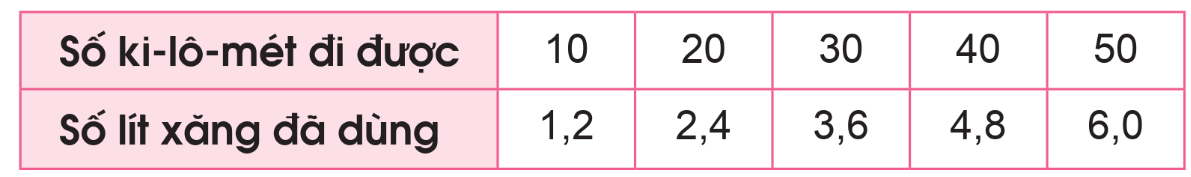 Số ki-lô-mét đi được 10 20 30 40 50
Số lít xăng đã dùng 1,2 2,4 3,6 4,8 6,0